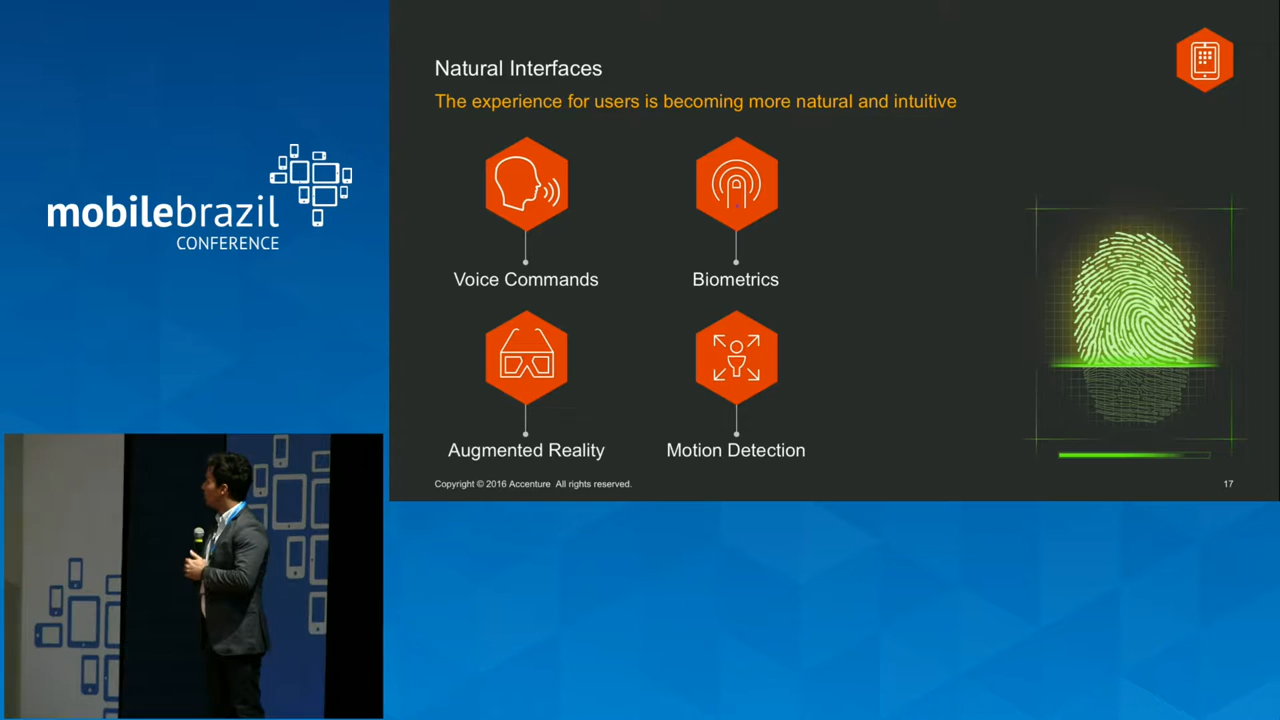 mobilebrazil
CONFERENCE
Natural Interfaces
The experience for users is becoming more natural and intuitive
Voice Commands
Biometrics
Augmented Reality
Motion Detection
Copyright © 2016 Accenture All rights reserved.
17